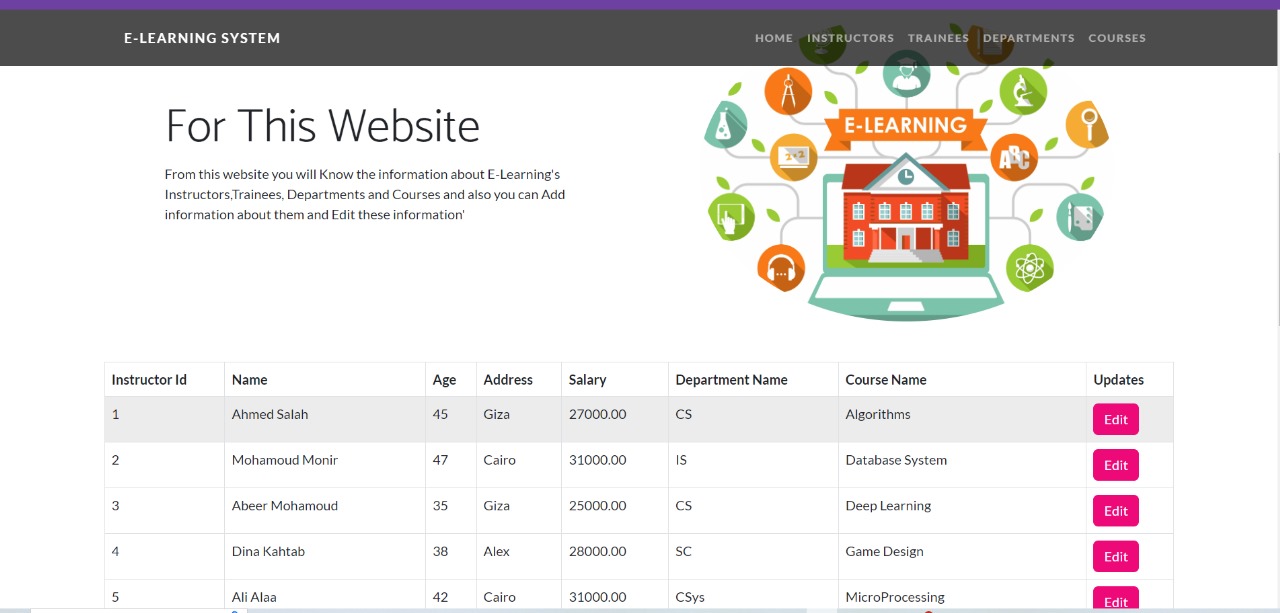 E-LEARNING SYSTEM
HOME INSTRUCTORS TRAINEES DEPARTMENTS COURSES
For This Website
From this website you will know the information about E-Learning's
Instructors,Trainees, Departments and Courses and also you can Add
information about them and Edit these information'
E-LEARNING
2+2
ABC
Instructor Id Name Age Address Salary Department Name Course Name Updates
1 Ahmed Salah 45 Giza 27000.00 CS Algorithms Edit
2 Mohamoud Monir 47 Cairo 31000.00 IS Database System Edit
3 Abeer Mohamoud 35 Giza 25000.00 CS Deep Learning Edit
4 Dina Kahtab 38 Alex 28000.00 SC Game Design Edit
5 Ali Alaa 42 Cairo 31000.00 CSys MicroProcessing Edit